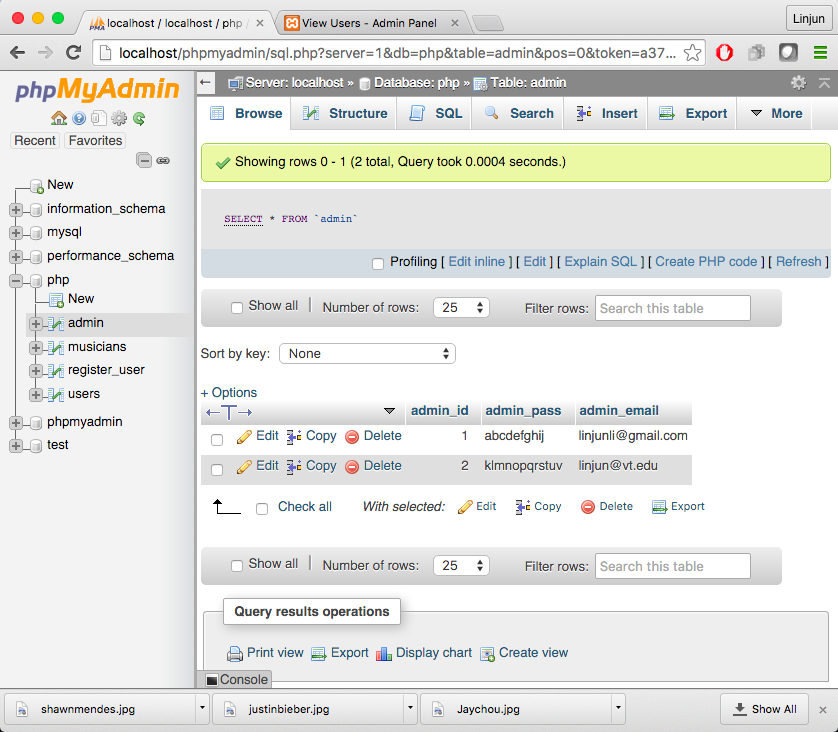 localhost / localhost / php /
View Users - Admin Panel
Linjun
localhost/phpmyadmin/sql.php?server=1&db=php&table=admin&pos=0&token=a37...
phpMyAdmin
Recent
Favorites
New
information_schema
mysql
performance_schema
php
New
admin
musicians
register_user
users
phpmyadmin
test
Server: localhost » Database: php » Table: admin
Browse Structure SQL Search Insert Export More
Showing rows 0 - 1 (2 total, Query took 0.0004 seconds.)
SELECT * FROM `admin`
Profiling [ Edit inline ] [ Edit ] [ Explain SQL ] [ Create PHP code ] [ Refresh ]
Show all | Number of rows: 25 Filter rows: Search this table
Sort by key: None
+ Options
admin_id admin_pass admin_email
Edit Copy Delete 1 abcdefghij linjunli@gmail.com
Edit Copy Delete 2 klmnopqrstuv linjun@vt.edu
Check all With selected: Edit Copy Delete Export
Show all | Number of rows: 25 Filter rows: Search this table
Query results operations
Print view Export Display chart Create view
Console
shawnmendes.jpg justinbieber.jpg Jaychou.jpg Show All